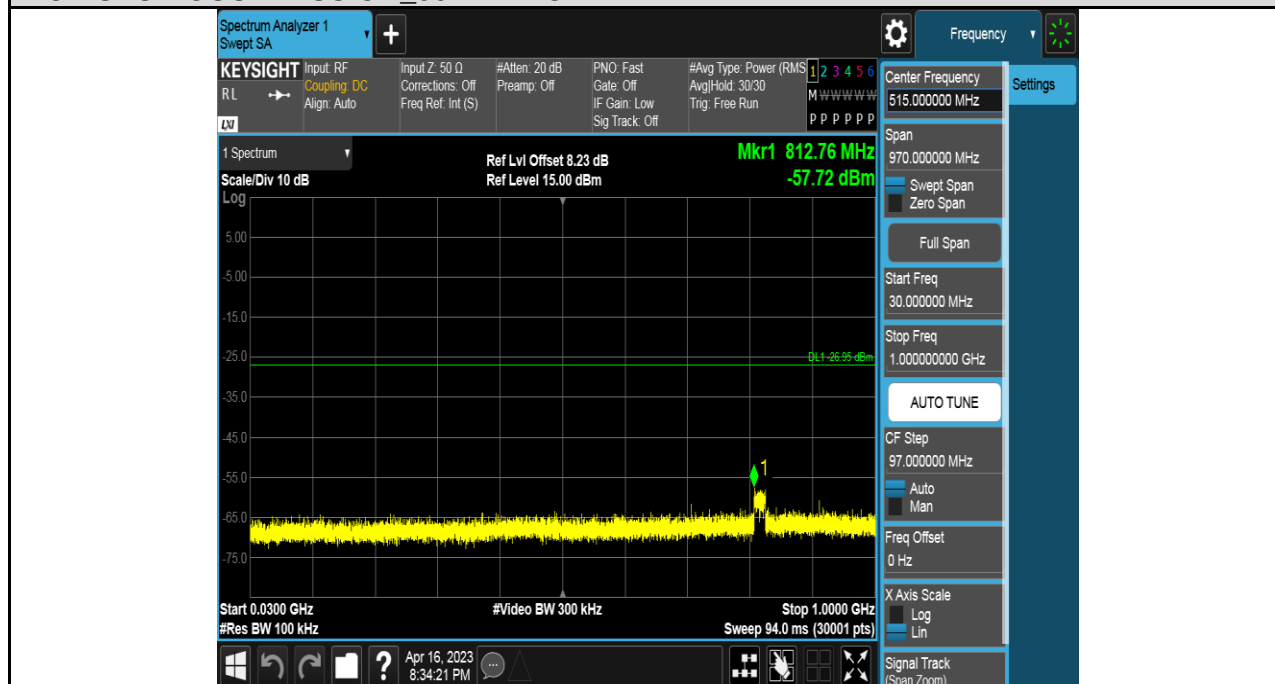 Spectrum Analyzer 1
Swept SA
+
Frequency
KEYSIGHT
RL
LXI
Input: RF
Coupling: DC
Align: Auto
Input Z: 50 Ω
Corrections: Off
Freq Ref: Int (S)
#Atten: 20 dB
Preamp: Off
PNO: Fast
Gate: Off
IF Gain: Low
Sig Track: Off
#Avg Type: Power (RMS
Avg|Hold: 30/30
Trig: Free Run
1 2 3 4 5 6
M W W W W W
P P P P P P
1 Spectrum
Scale/Div 10 dB
Ref Lvl Offset 8.23 dB
Ref Level 15.00 dBm
Mkr1 812.76 MHz
-57.72 dBm
Log
5.00
-5.00
-15.0
-25.0
DL1 -26.95 dBm
-35.0
-45.0
-55.0
1
-65.0
-75.0
Start 0.0300 GHz
#Res BW 100 kHz
#Video BW 300 kHz
Stop 1.0000 GHz
Sweep 94.0 ms (30001 pts)
?
Apr 16, 2023
8:34:21 PM
Center Frequency
515.000000 MHz
Settings
Span
970.000000 MHz
Swept Span
Zero Span
Full Span
Start Freq
30.000000 MHz
Stop Freq
1.000000000 GHz
AUTO TUNE
CF Step
97.000000 MHz
Auto
Man
Freq Offset
0 Hz
X Axis Scale
Log
Lin
Signal Track
(Span Zoom)